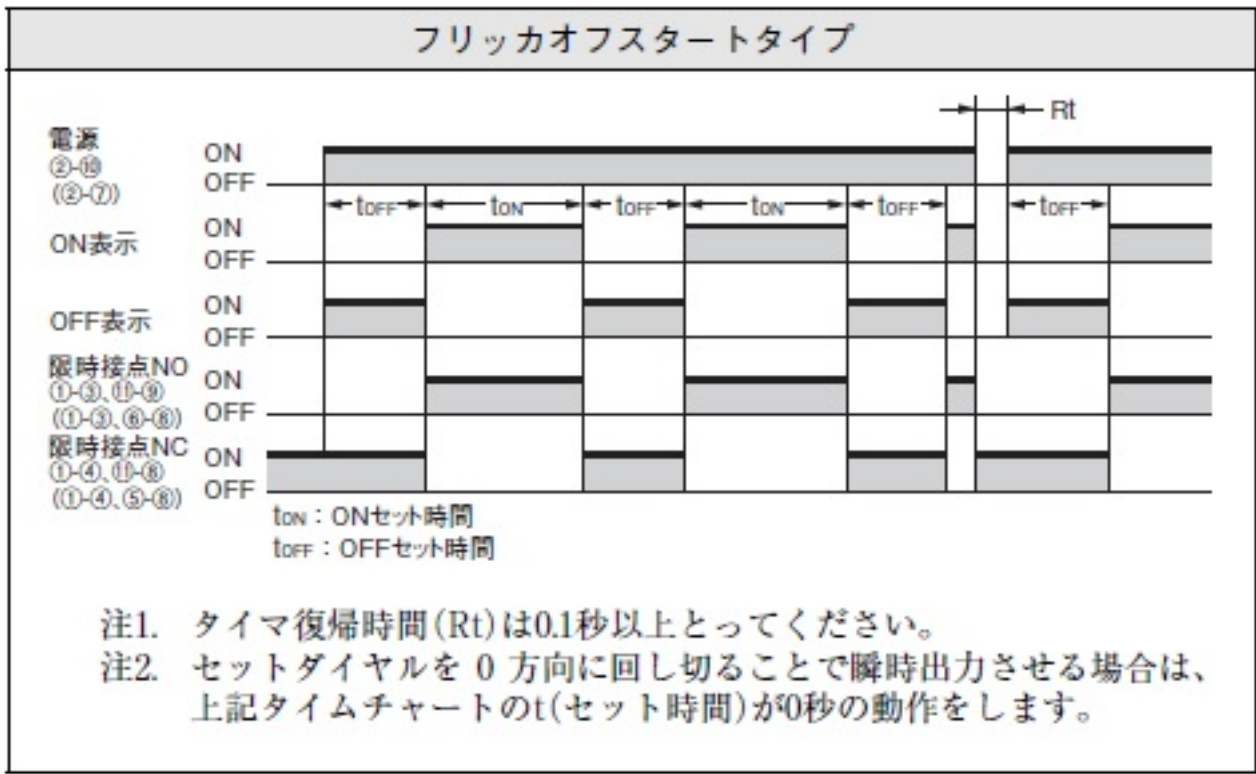 フリッカオフスタートタイプ
Rt
電源
②-⑩
(②-⑦)
ON
OFF
tOFF tON tOFF tON tOFF tOFF
ON表示
ON
OFF
OFF表示
ON
OFF
限時接点NO
①-③、⑪-⑨
(①-③、⑥-⑧)
ON
OFF
限時接点NC
①-④、⑪-⑧
(①-④、⑤-⑧)
ON
OFF
tON：ONセット時間
tOFF：OFFセット時間
注1. タイマ復帰時間(Rt)は0.1秒以上とってください。
注2. セットダイヤルを 0 方向に回し切ることで瞬時出力させる場合は、
上記タイムチャートのt(セット時間)が0秒の動作をします。